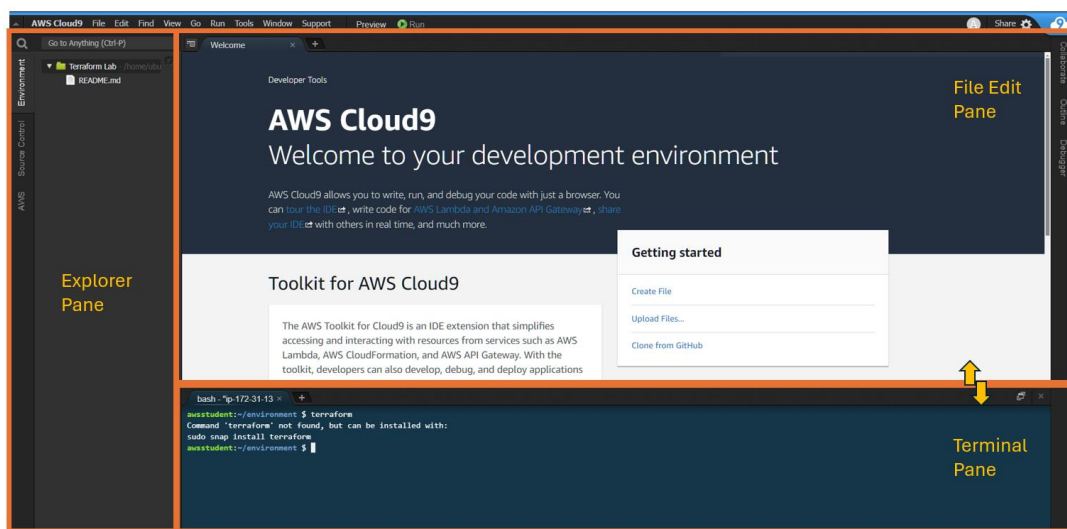 AWS Cloud9 File Edit Find View Go Run Tools Window Support Preview Run
Share
Go to Anything (Ctrl-P)
Terraform Lab - /home/ubu
README.md
Environment
Source Control
AWS
Explorer
Pane
Welcome
Developer Tools
AWS Cloud9
Welcome to your development environment
AWS Cloud9 allows you to write, run, and debug your code with just a browser. You
can tour the IDE, write code for AWS Lambda and Amazon API Gateway, share
your IDE with others in real time, and much more.
File Edit
Pane
Getting started
Create File
Upload Files...
Clone from GitHub
Toolkit for AWS Cloud9
The AWS Toolkit for Cloud9 is an IDE extension that simplifies
accessing and interacting with resources from services such as AWS
Lambda, AWS CloudFormation, and AWS API Gateway. With the
toolkit, developers can also develop, debug, and deploy applications
Collaborate
Outline
Debugger
bash - "ip-172-31-13
awsstudent:~/environment $ terraform
Command 'terraform' not found, but can be installed with:
sudo snap install terraform
awsstudent:~/environment $
Terminal
Pane